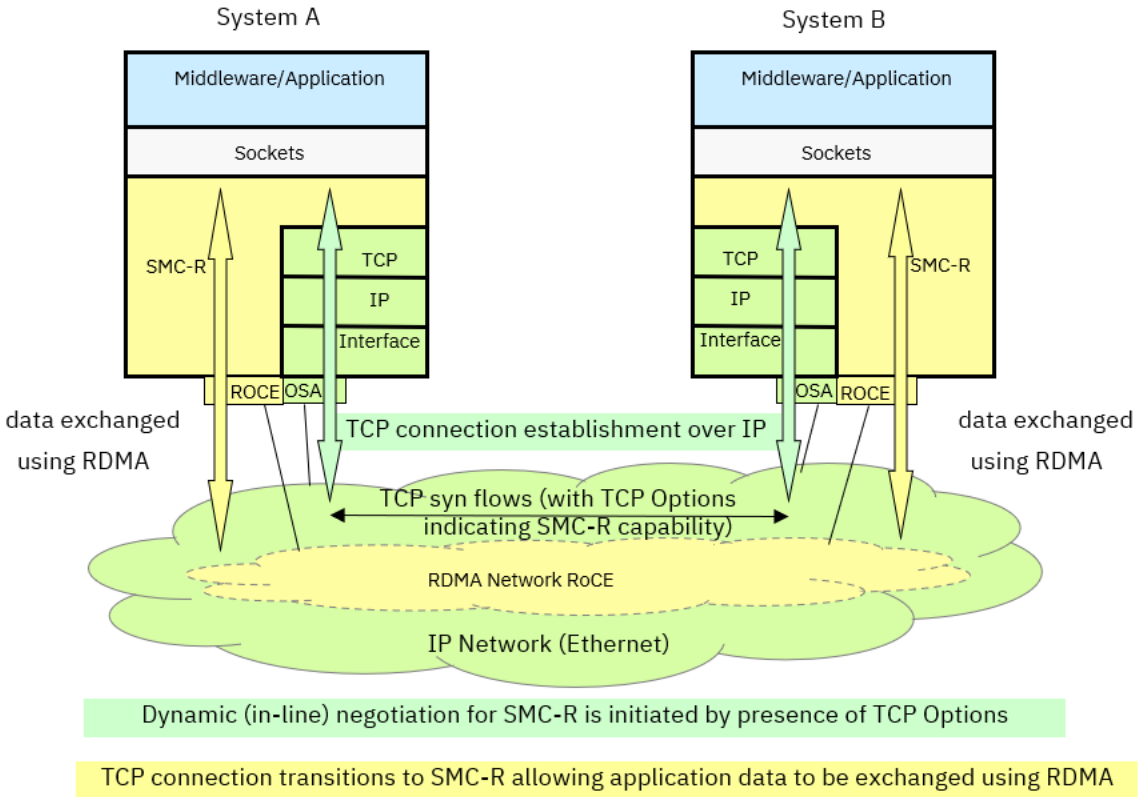 System A
System B
Middleware/Application
Middleware/Application
Sockets
Sockets
SMC-R
TCP
IP
Interface
TCP
IP
Interface
SMC-R
ROCE
OSA
OSA
ROCE
data exchanged
using RDMA
TCP connection establishment over IP
data exchanged
using RDMA
TCP syn flows (with TCP Options
indicating SMC-R capability)
RDMA Network RoCE
IP Network (Ethernet)
Dynamic (in-line) negotiation for SMC-R is initiated by presence of TCP Options
TCP connection transitions to SMC-R allowing application data to be exchanged using RDMA